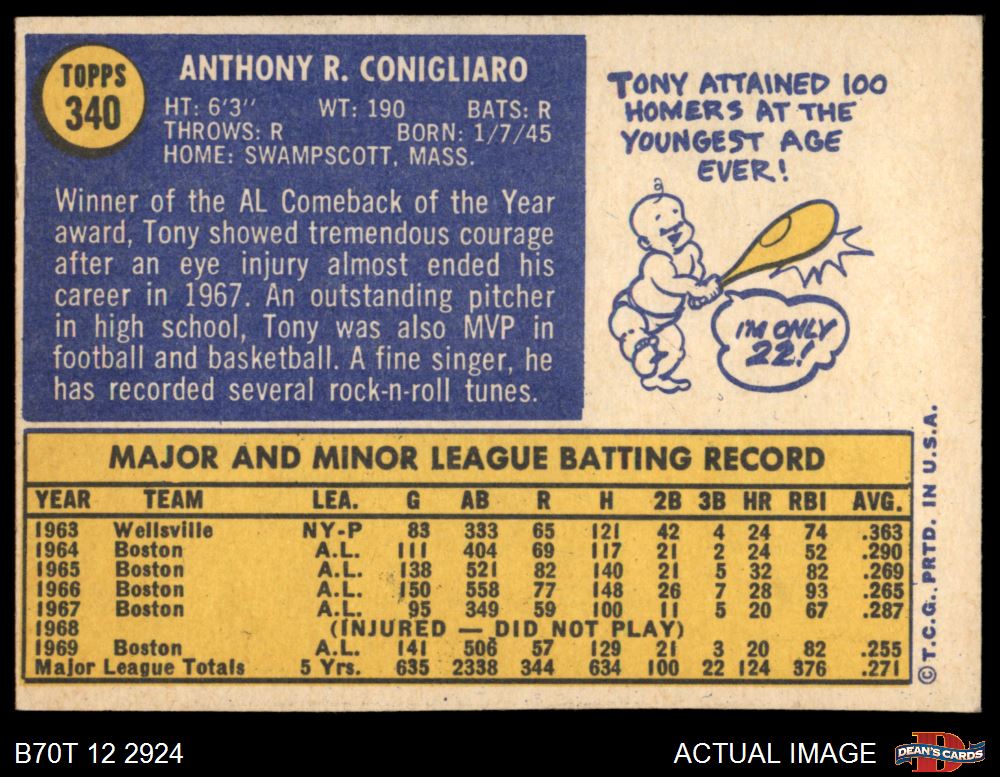 TOPPS
340
ANTHONY R. CONIGLIARO
HT: 6'3" WT: 190 BATS: R
THROWS: R BORN: 1/7/45
HOME: SWAMPSCOTT, MASS.
Winner of the AL Comeback of the Year
award, Tony showed tremendous courage
after an eye injury almost ended his
career in 1967. An outstanding pitcher
in high school, Tony was also MVP in
football and basketball. A fine singer, he
has recorded several rock-n-roll tunes.
TONY ATTAINED 100
HOMERS AT THE
YOUNGEST AGE
EVER!
I'M ONLY
22!
MAJOR AND MINOR LEAGUE BATTING RECORD
YEAR TEAM LEA. G AB R H 2B 3B HR RBI AVG.
1963 Wellsville NY-P 83 333 65 121 42 4 24 74 .363
1964 Boston A.L. 111 404 69 117 21 2 24 52 .290
1965 Boston A.L. 138 521 82 140 21 5 32 82 .269
1966 Boston A.L. 150 558 77 148 26 7 28 93 .265
1967 Boston A.L. 95 349 59 100 11 5 20 67 .287
1968 (INJURED — DID NOT PLAY)
1969 Boston A.L. 141 506 57 129 21 3 20 82 .255
Major League Totals 5 Yrs. 635 2338 344 634 100 22 124 376 .271
© T.C.G. PRTD. IN U.S.A.
B70T 12 2924
ACTUAL IMAGE
DEAN'S CARDS